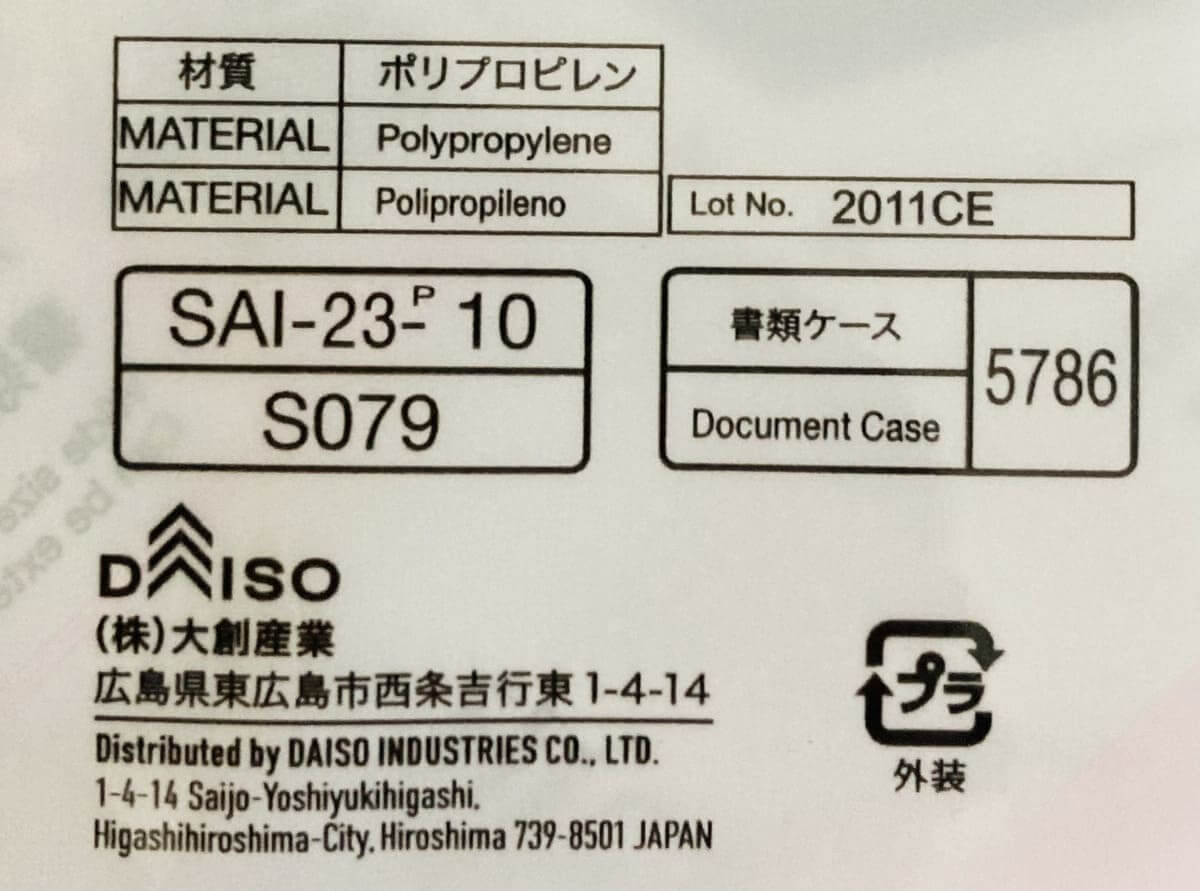 材質 ポリプロピレン
MATERIAL Polypropylene
MATERIAL Polipropileno
Lot No. 2011CE
SAI-23-P 10
S079
書類ケース
Document Case
5786
DAISO
(株)大創産業
広島県東広島市西条吉行東1-4-14
Distributed by DAISO INDUSTRIES CO., LTD.
1-4-14 Saijo-Yoshiyukihigashi,
Higashihiroshima-City, Hiroshima 739-8501 JAPAN
プラ
外装